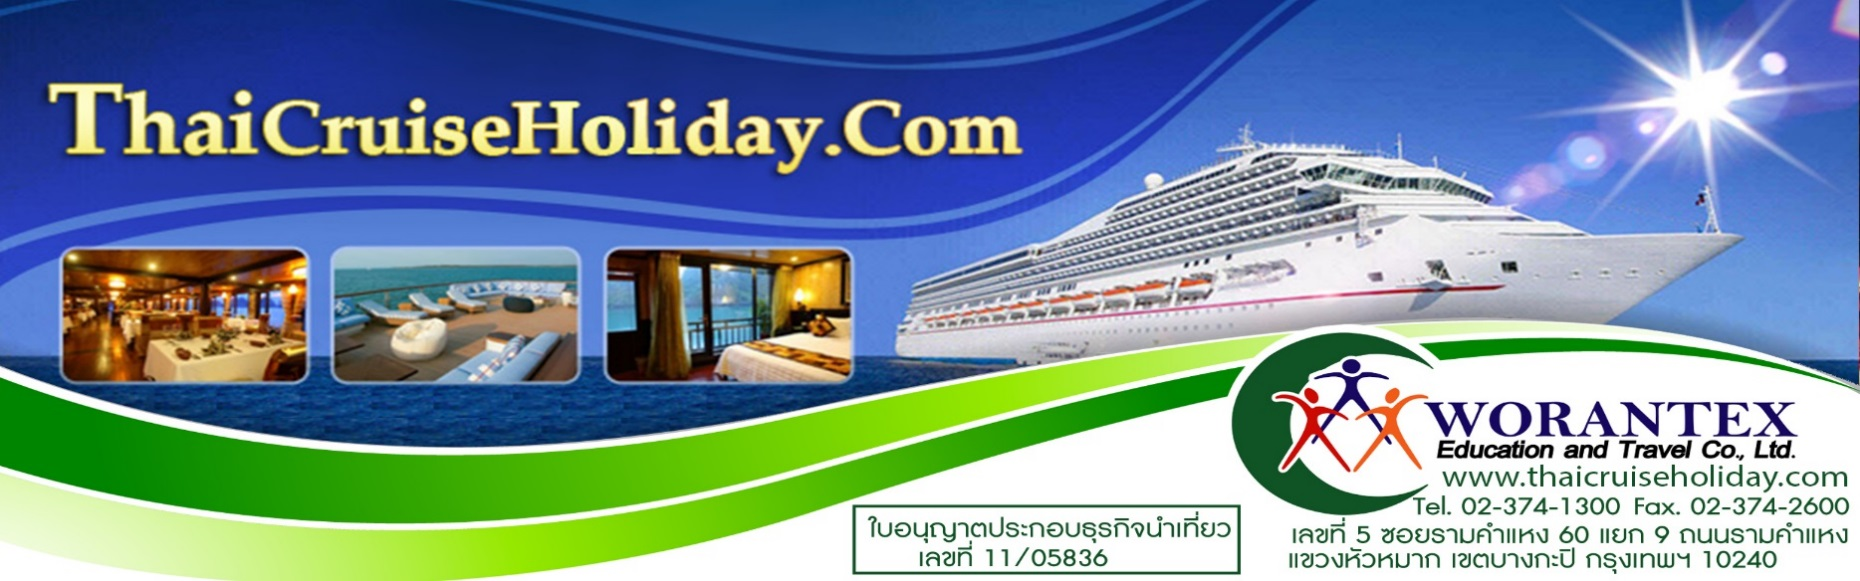 ThaiCruiseHoliday.Com
WORANTEX
Education and Travel Co., Ltd.
www.thaicruiseholiday.com
Tel. 02-374-1300 Fax. 02-374-2600
เลขที่ 5 ซอยรามคำแหง 60 แยก 9 ถนนรามคำแหง
แขวงหัวหมาก เขตบางกะปิ กรุงเทพฯ 10240
ใบอนุญาตประกอบธุรกิจนำเที่ยว
เลขที่ 11/05836